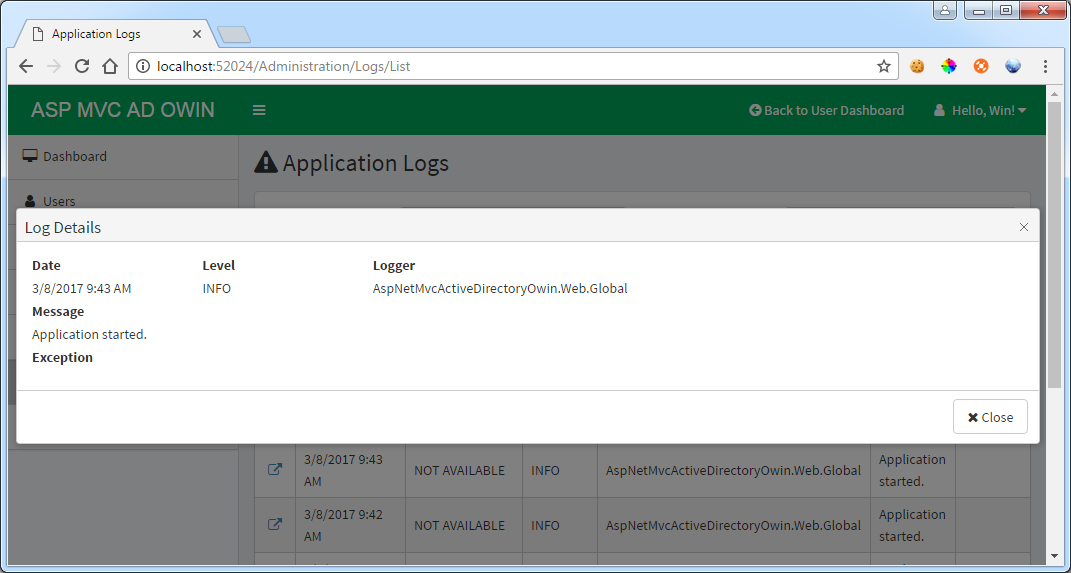 Application Logs
localhost:52024/Administration/Logs/List
ASP MVC AD OWIN
Back to User Dashboard
Hello, Win!
Dashboard
Application Logs
Users
Log Details
Date Level Logger
3/8/2017 9:43 AM INFO AspNetMvcActiveDirectoryOwin.Web.Global
Message
Application started.
Exception
Close
3/8/2017 9:43
AM
NOT AVAILABLE
INFO
AspNetMvcActiveDirectoryOwin.Web.Global
Application
started.
3/8/2017 9:42
AM
NOT AVAILABLE
INFO
AspNetMvcActiveDirectoryOwin.Web.Global
Application
started.